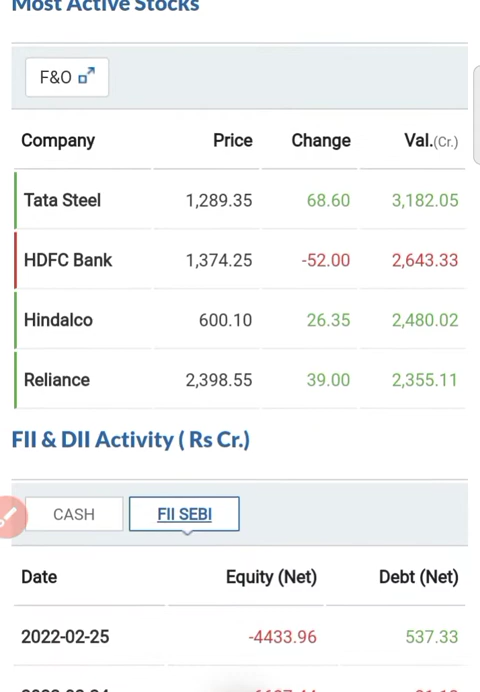 Most Active Stocks
F&O
Company Price Change Val.(Cr.)
Tata Steel 1,289.35 68.60 3,182.05
HDFC Bank 1,374.25 -52.00 2,643.33
Hindalco 600.10 26.35 2,480.02
Reliance 2,398.55 39.00 2,355.11
FII & DII Activity ( Rs Cr.)
CASH FII SEBI
Date Equity (Net) Debt (Net)
2022-02-25 -4433.96 537.33